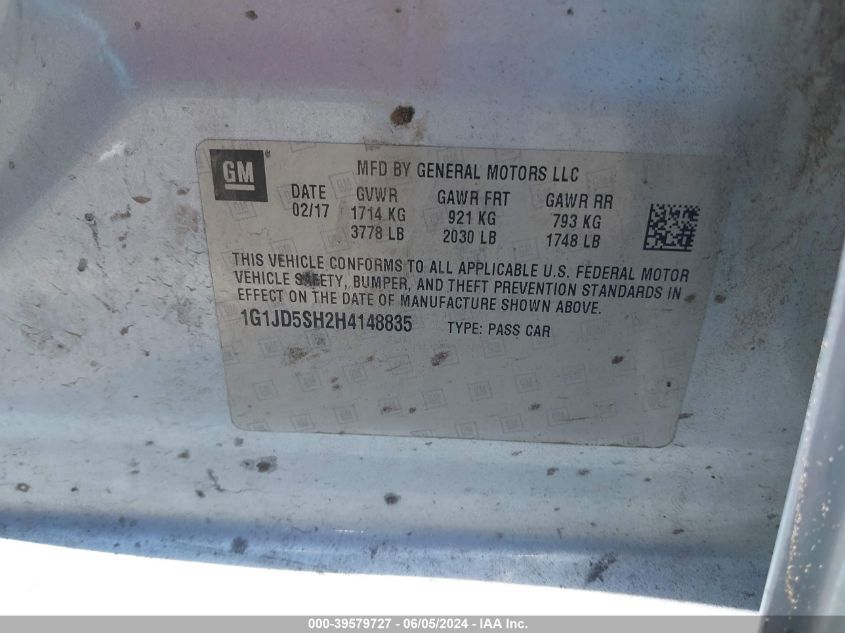 GM
MFD BY GENERAL MOTORS LLC
DATE GVWR GAWR FRT GAWR RR
02/17 1714 KG 921 KG 793 KG
3778 LB 2030 LB 1748 LB
THIS VEHICLE CONFORMS TO ALL APPLICABLE U.S. FEDERAL MOTOR
VEHICLE SAFETY, BUMPER, AND THEFT PREVENTION STANDARDS IN
EFFECT ON THE DATE OF MANUFACTURE SHOWN ABOVE.
1G1JD5SH2H4148835 TYPE: PASS CAR
000-39579727 - 06/05/2024 - IAA Inc.